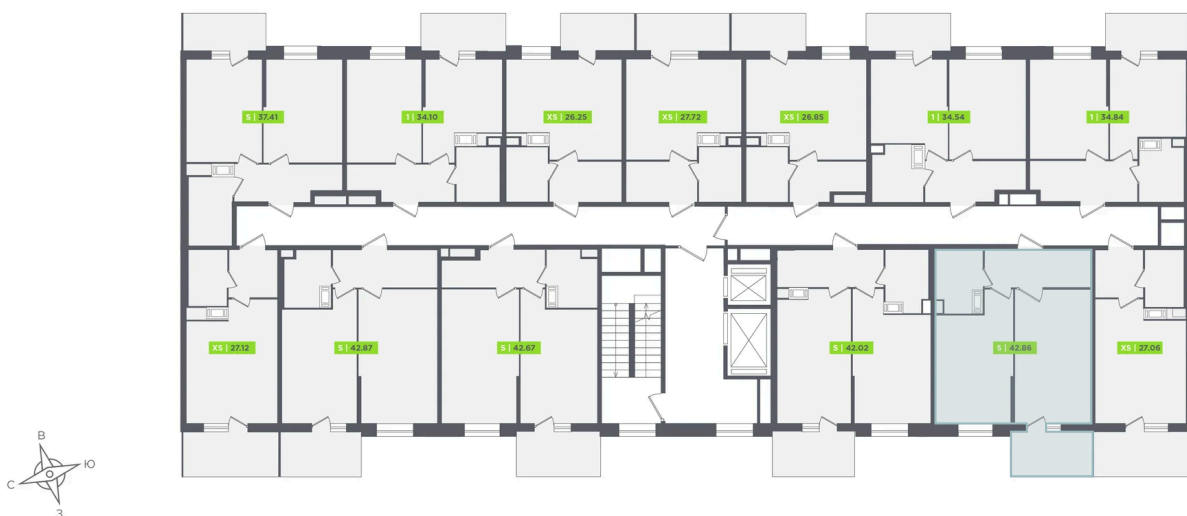 S | 37.41
1 | 34.10
XS | 26.25
XS | 27.72
XS | 26.85
1 | 34.54
1 | 34.84
XS | 27.12
S | 42.87
S | 42.67
S | 42.02
S | 42.86
XS | 27.06
В
Ю
С
З